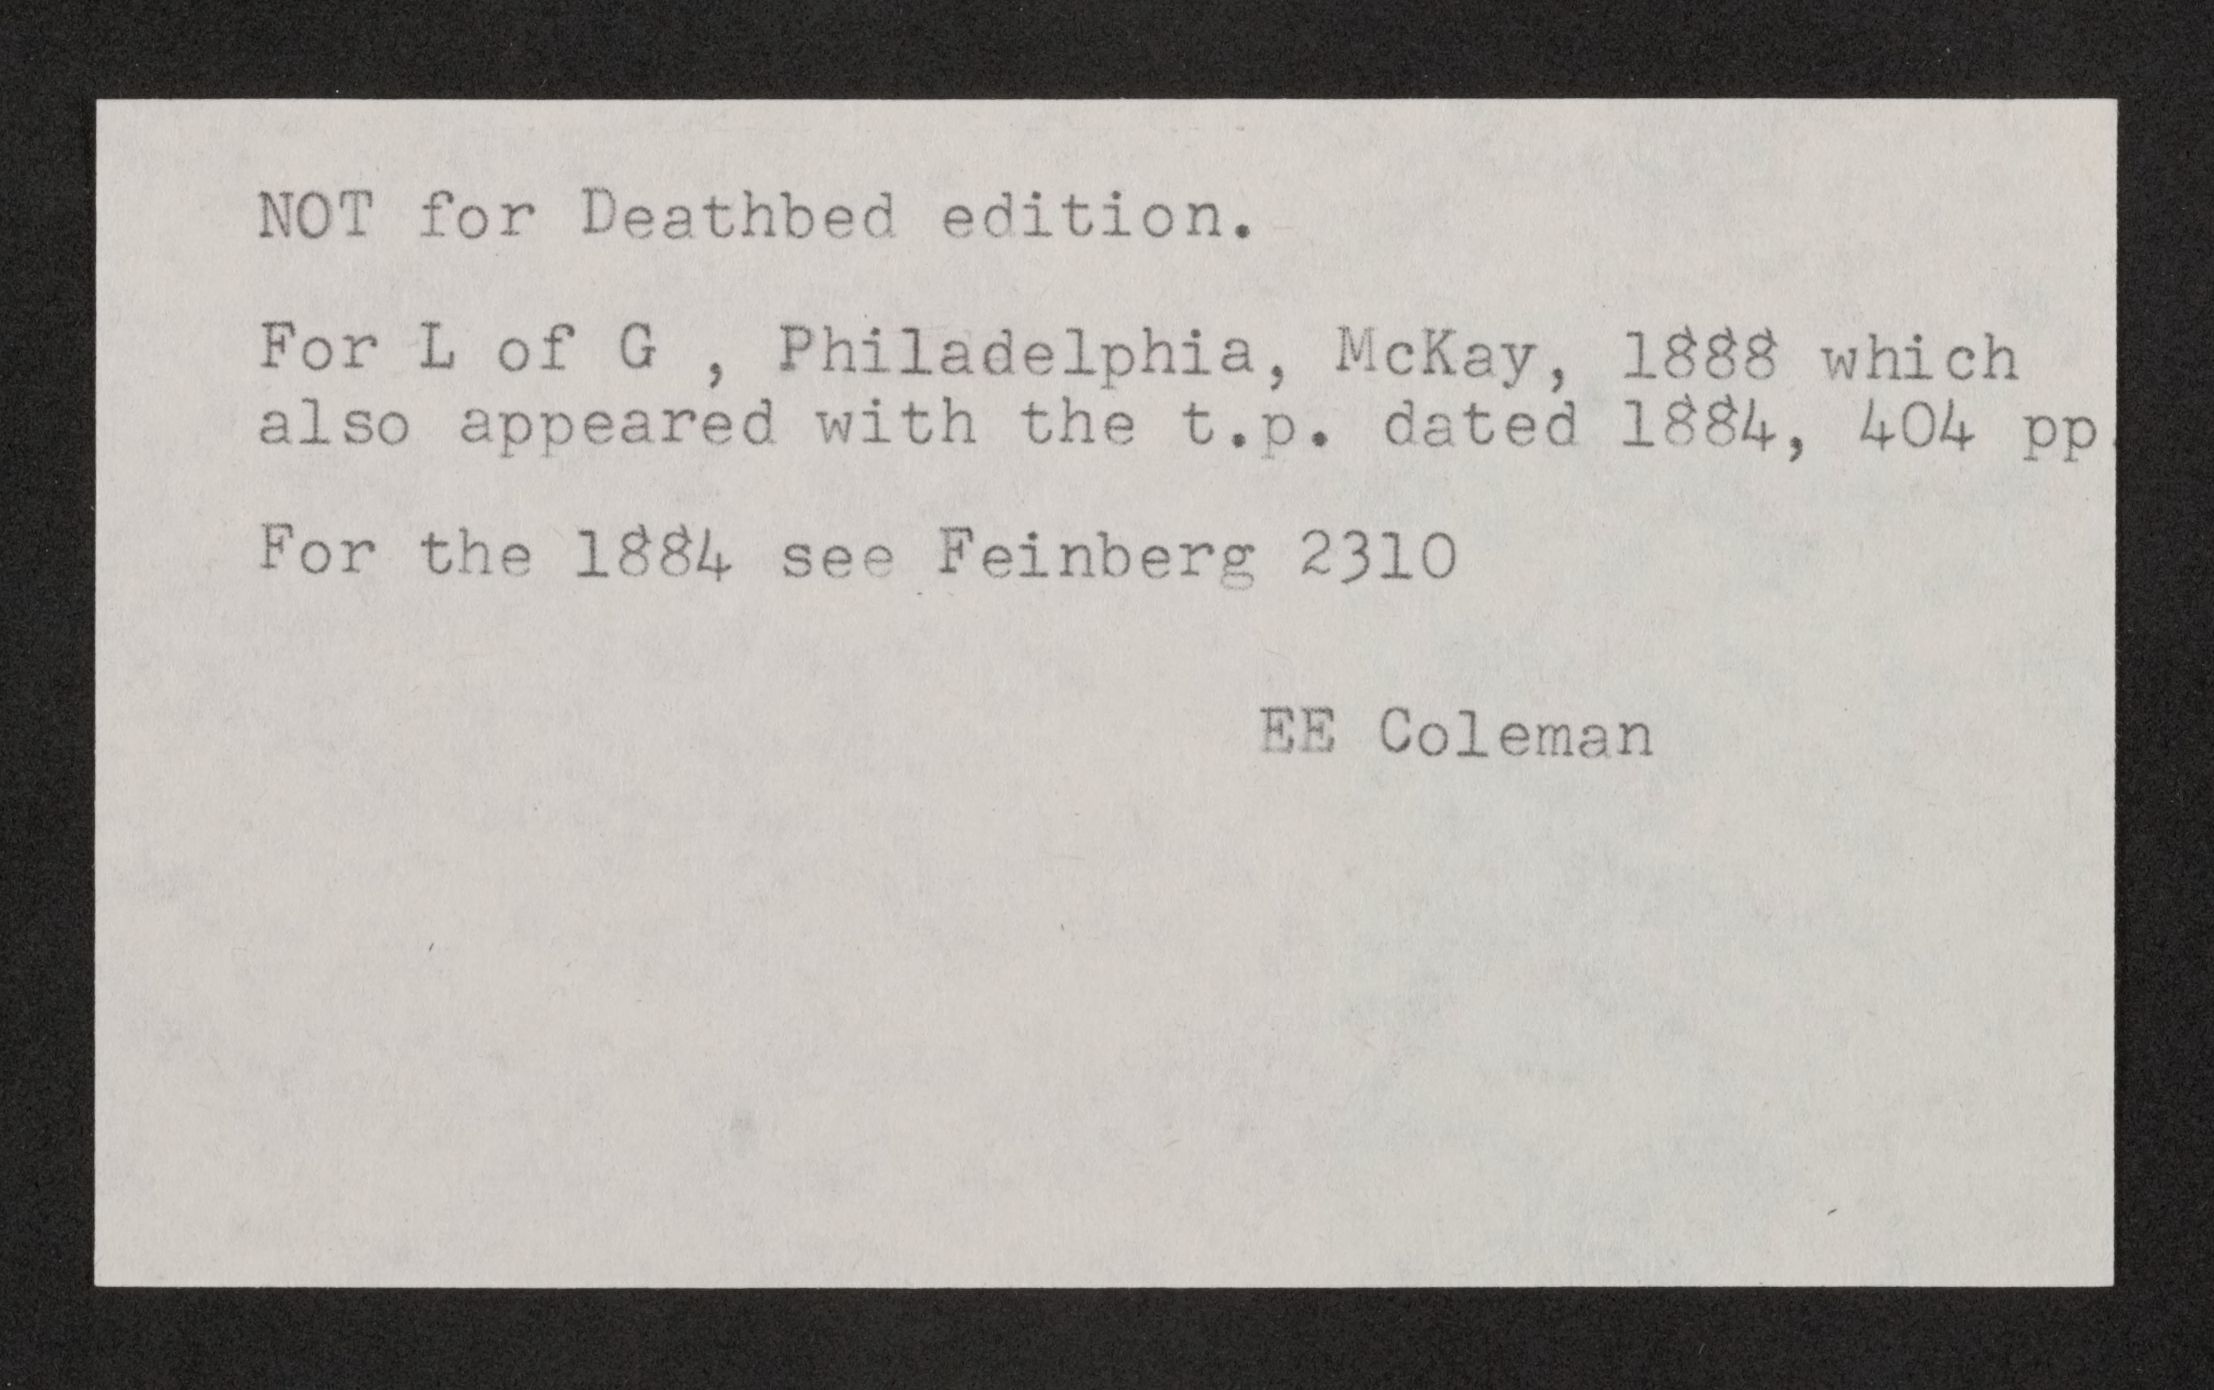 NOT for Deathbed edition.
For L of G , Philadelphia, McKay, 1888 which
also appeared with the t.p. dated 1884, 404 pp.
For the 1884 see Feinberg 2310
EE Coleman